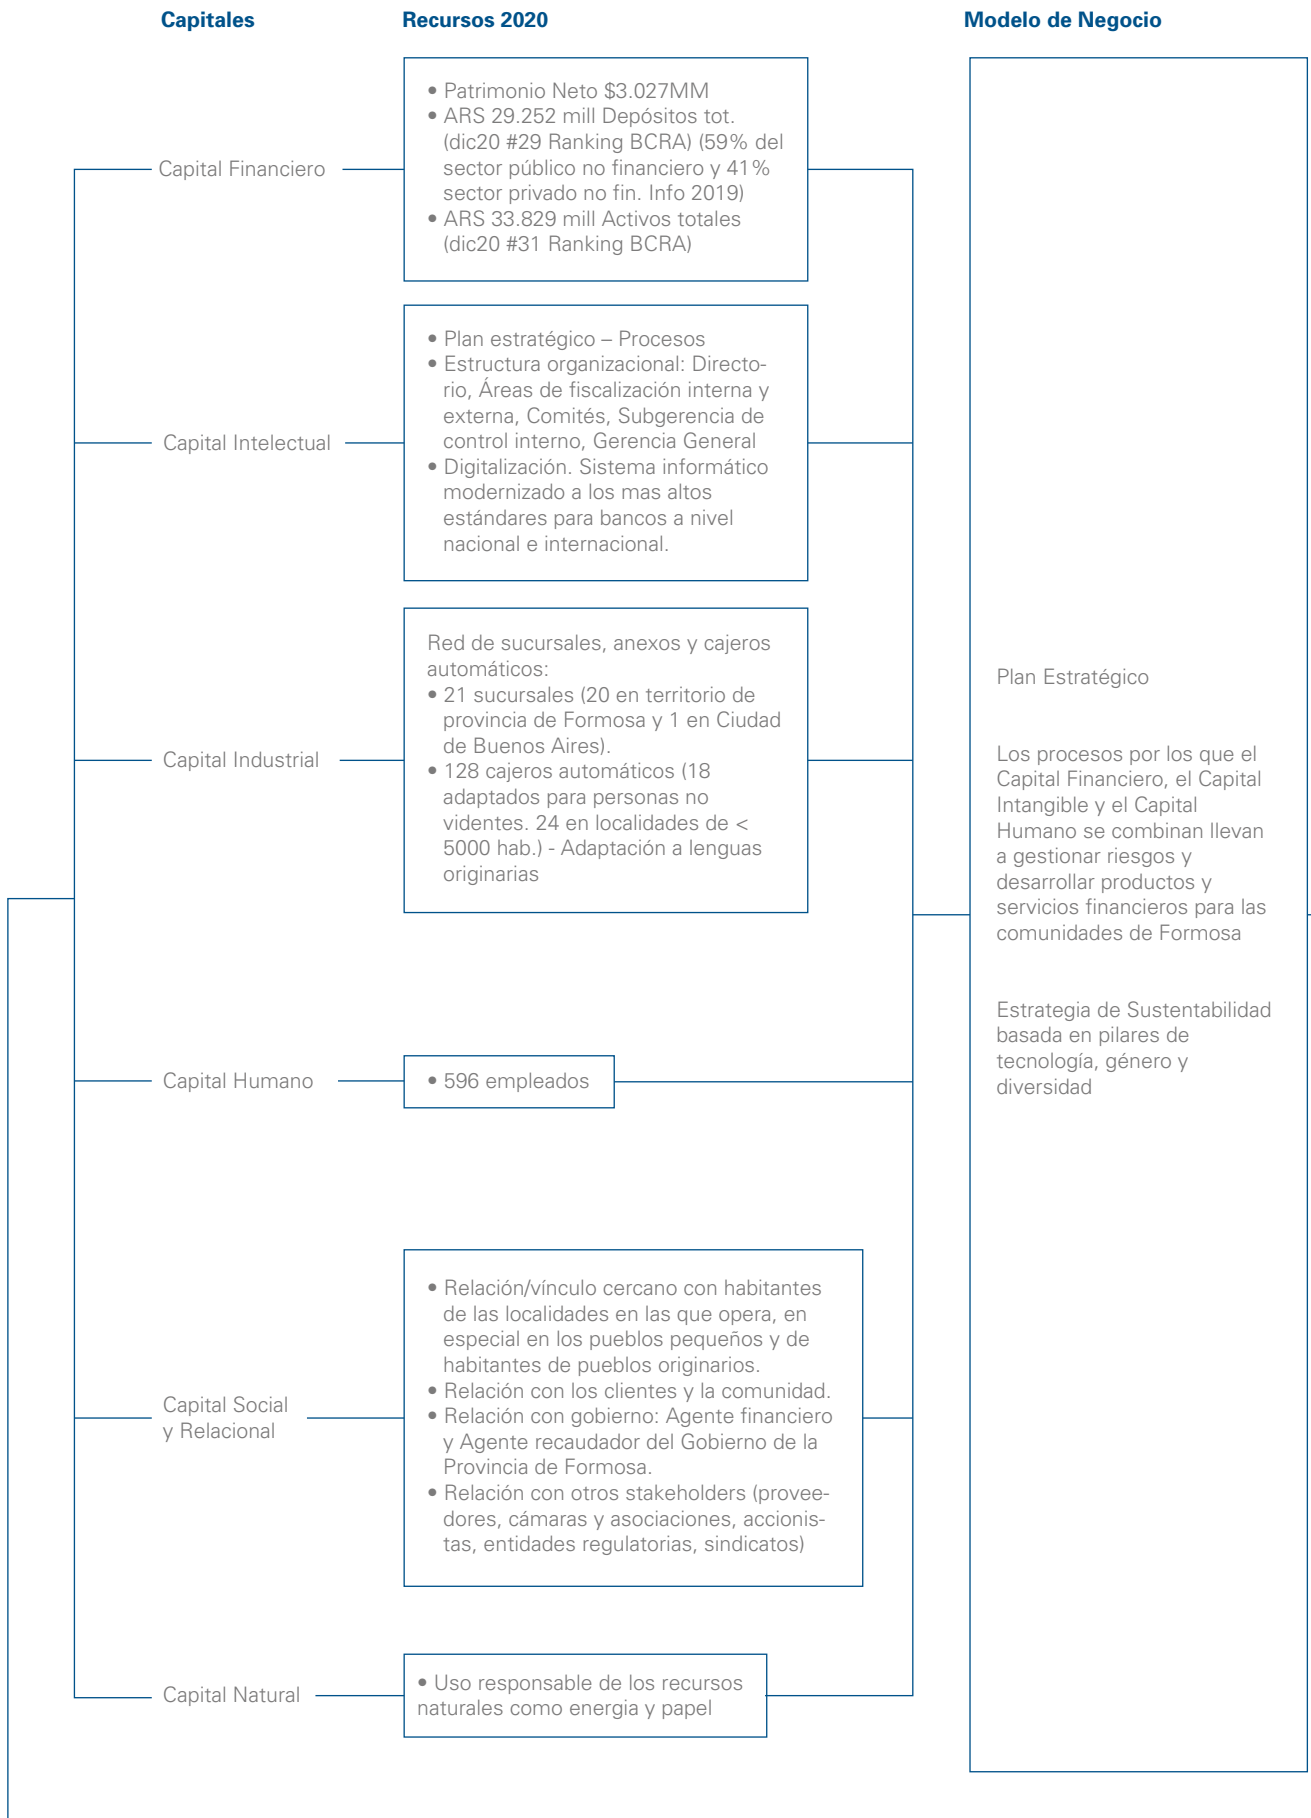 Capitales
Recursos 2020
Modelo de Negocio
Capital Financiero
• Patrimonio Neto $3.027MM
• ARS 29.252 mill Depósitos tot.
(dic20 #29 Ranking BCRA) (59% del
sector público no financiero y 41%
sector privado no fin. Info 2019)
• ARS 33.829 mill Activos totales
(dic20 #31 Ranking BCRA)
Capital Intelectual
• Plan estratégico – Procesos
• Estructura organizacional: Directo-
rio, Áreas de fiscalización interna y
externa, Comités, Subgerencia de
control interno, Gerencia General
• Digitalización. Sistema informático
modernizado a los mas altos
estándares para bancos a nivel
nacional e internacional.
Capital Industrial
Red de sucursales, anexos y cajeros
automáticos:
• 21 sucursales (20 en territorio de
provincia de Formosa y 1 en Ciudad
de Buenos Aires).
• 128 cajeros automáticos (18
adaptados para personas no
videntes. 24 en localidades de <
5000 hab.) - Adaptación a lenguas
originarias
Capital Humano
• 596 empleados
Capital Social
y Relacional
• Relación/vínculo cercano con habitantes
de las localidades en las que opera, en
especial en los pueblos pequeños y de
habitantes de pueblos originarios.
• Relación con los clientes y la comunidad.
• Relación con gobierno: Agente financiero
y Agente recaudador del Gobierno de la
Provincia de Formosa.
• Relación con otros stakeholders (provee-
dores, cámaras y asociaciones, accionis-
tas, entidades regulatorias, sindicatos)
Capital Natural
• Uso responsable de los recursos
naturales como energia y papel
Plan Estratégico
Los procesos por los que el
Capital Financiero, el Capital
Intangible y el Capital
Humano se combinan llevan
a gestionar riesgos y
desarrollar productos y
servicios financieros para las
comunidades de Formosa
Estrategia de Sustentabilidad
basada en pilares de
tecnología, género y
diversidad